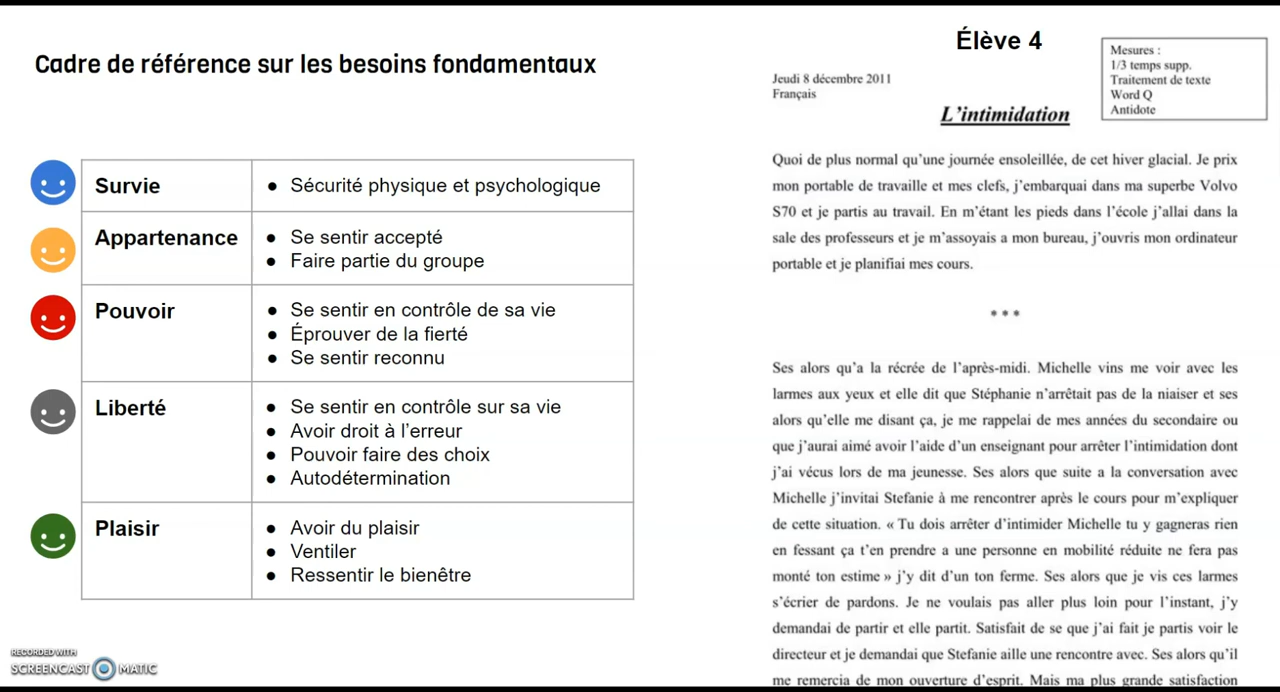 Cadre de référence sur les besoins fondamentaux
Survie
● Sécurité physique et psychologique
Appartenance
● Se sentir accepté
● Faire partie du groupe
Pouvoir
● Se sentir en contrôle de sa vie
● Éprouver de la fierté
● Se sentir reconnu
Liberté
● Se sentir en contrôle sur sa vie
● Avoir droit à l'erreur
● Pouvoir faire des choix
● Autodétermination
Plaisir
● Avoir du plaisir
● Ventiler
● Ressentir le bienêtre
RECORDED WITH
SCREENCAST MATIC
Élève 4
Mesures :
1/3 temps supp.
Traitement de texte
Word Q
Antidote
Jeudi 8 décembre 2011
Français
L'intimidation
Quoi de plus normal qu'une journée ensoleillée, de cet hiver glacial. Je prix
mon portable de travaille et mes clefs, j'embarquai dans ma superbe Volvo
S70 et je partis au travail. En m'étant les pieds dans l'école j'allai dans la
sale des professeurs et je m'assoyais a mon bureau, j'ouvris mon ordinateur
portable et je planifiai mes cours.
* * *
Ses alors qu'a la récrée de l'après-midi. Michelle vins me voir avec les
larmes aux yeux et elle dit que Stéphanie n'arrêtait pas de la niaiser et ses
alors qu'elle me disant ça, je me rappelai de mes années du secondaire ou
que j'aurai aimé avoir l'aide d'un enseignant pour arrêter l'intimidation dont
j'ai vécus lors de ma jeunesse. Ses alors que suite a la conversation avec
Michelle j'invitai Stefanie à me rencontrer après le cours pour m'expliquer
de cette situation. « Tu dois arrêter d'intimider Michelle tu y gagneras rien
en fessant ça t'en prendre a une personne en mobilité réduite ne fera pas
monté ton estime » j'y dit d'un ton ferme. Ses alors que je vis ces larmes
s'écrier de pardons. Je ne voulais pas aller plus loin pour l'instant, j'y
demandai de partir et elle partit. Satisfait de se que j'ai fait je partis voir le
directeur et je demandai que Stefanie aille une rencontre avec. Ses alors qu'il
me remercia de mon ouverture d'esprit. Mais ma plus grande satisfaction